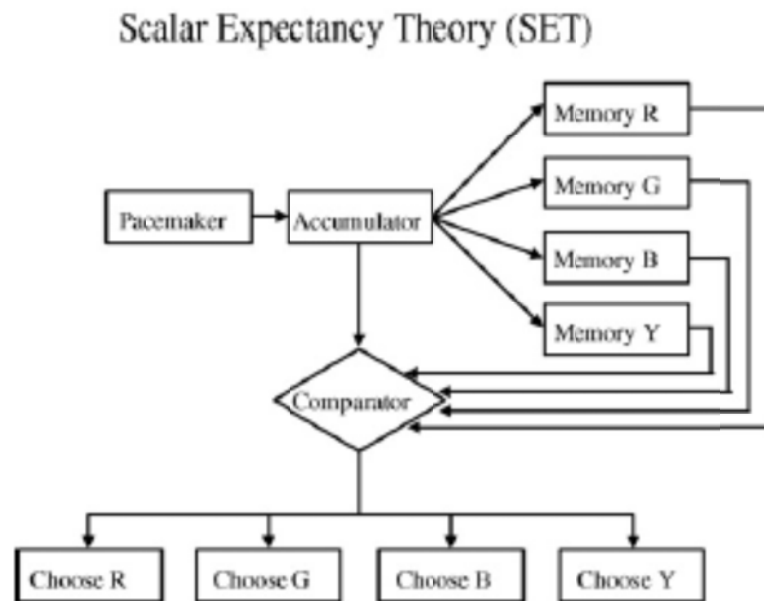 Scalar Expectancy Theory (SET)
Memory R
Memory G
Pacemaker
Accumulator
Memory B
Memory Y
Comparator
Choose R
Choose G
Choose B
Choose Y